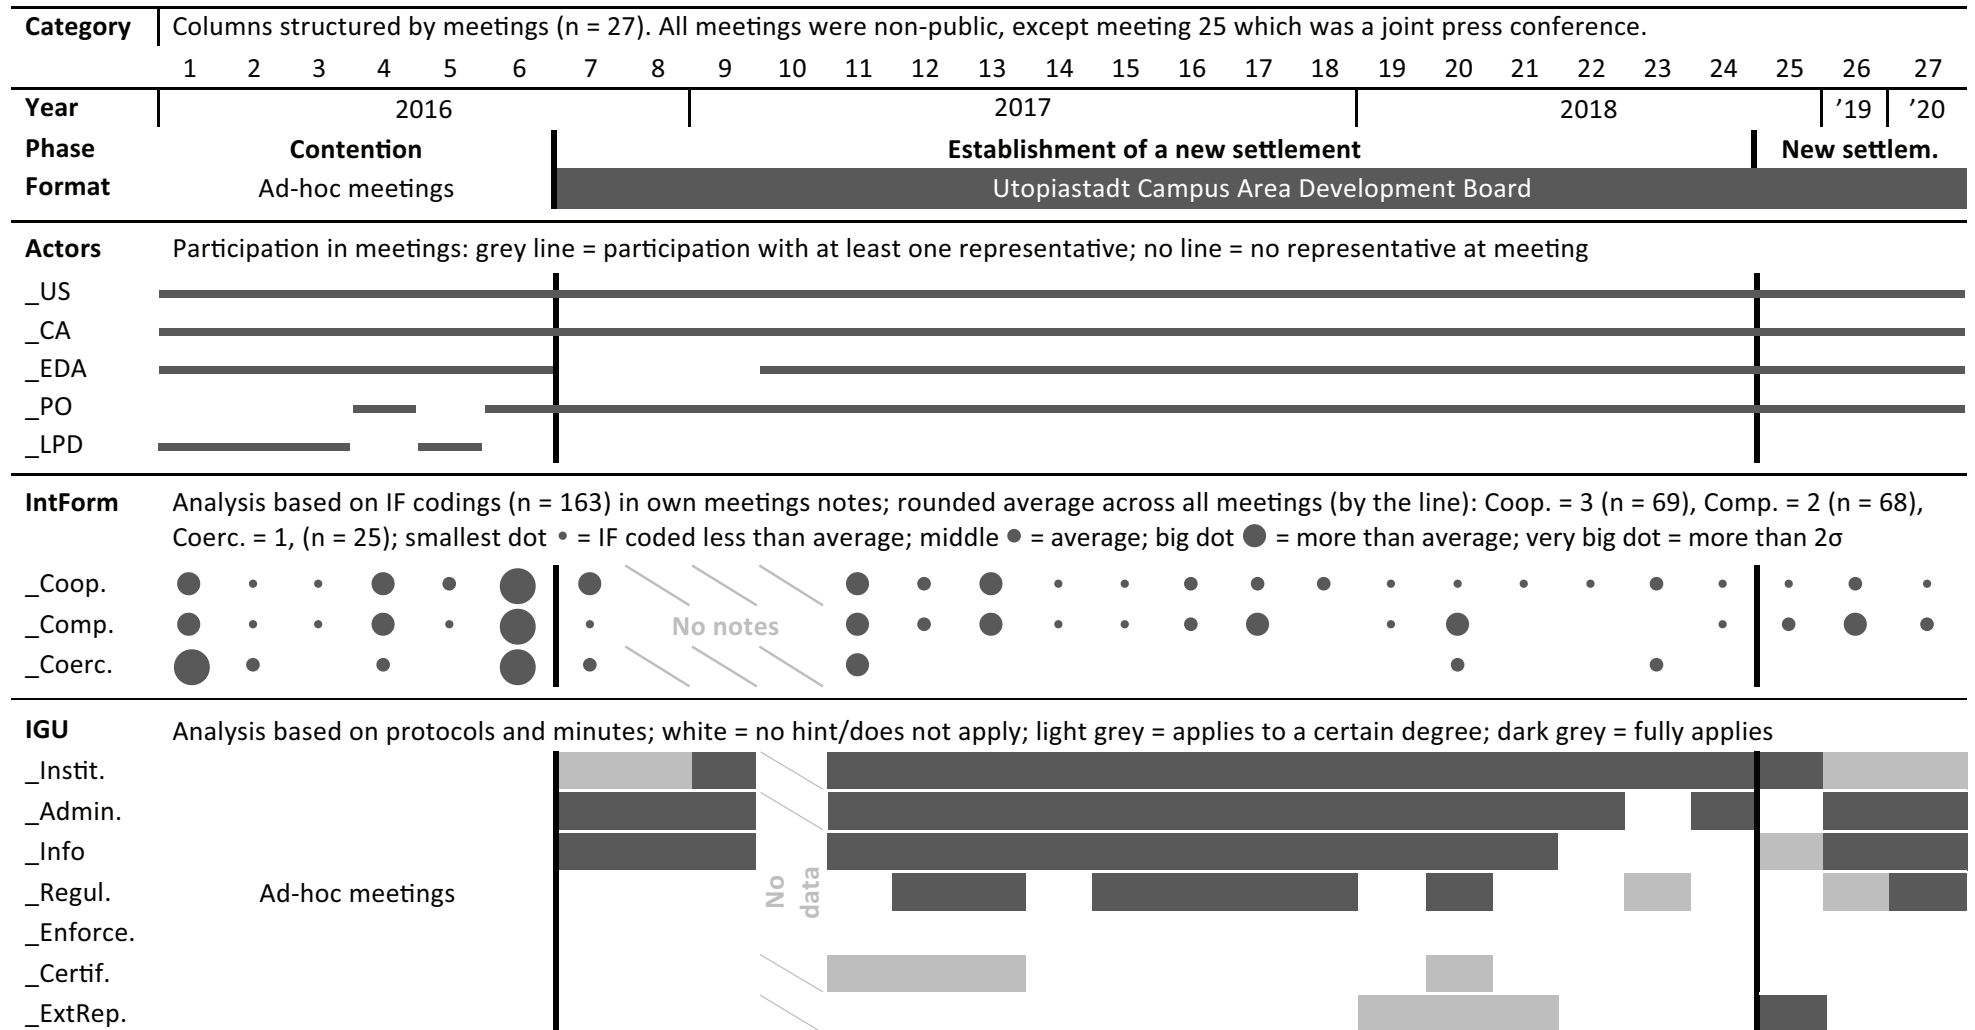 Category Columns structured by meetings (n = 27). All meetings were non-public, except meeting 25 which was a joint press conference.
1 2 3 4 5 6 7 8 9 10 11 12 13 14 15 16 17 18 19 20 21 22 23 24 25 26 27
Year 2016 2017 2018 ’19 ’20
Phase Contention Establishment of a new settlement New settlem.
Format Ad-hoc meetings Utopiastadt Campus Area Development Board
Actors Participation in meetings: grey line = participation with at least one representative; no line = no representative at meeting
_US
_CA
_EDA
_PO
_LPD
IntForm Analysis based on IF codings (n = 163) in own meetings notes; rounded average across all meetings (by the line): Coop. = 3 (n = 69), Comp. = 2 (n = 68),
Coerc. = 1, (n = 25); smallest dot = IF coded less than average; middle = average; big dot = more than average; very big dot = more than 2σ
_Coop.
_Comp. No notes
_Coerc.
IGU Analysis based on protocols and minutes; white = no hint/does not apply; light grey = applies to a certain degree; dark grey = fully applies
_Instit.
_Admin.
_Info
_Regul. Ad-hoc meetings No data
_Enforce.
_Certif.
_ExtRep.